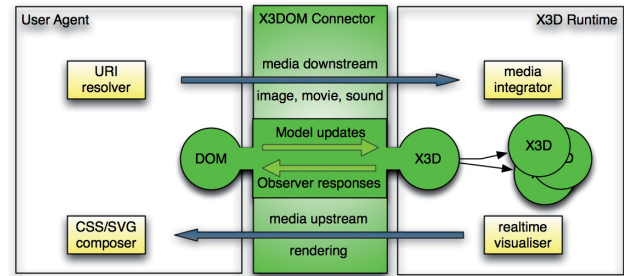 User Agent
X3DOM Connector
X3D Runtime
URI
resolver
media downstream
image, movie, sound
media
integrator
DOM
Model updates
Observer responses
X3D
X3D
CSS/SVG
composer
media upstream
rendering
realtime
visualiser